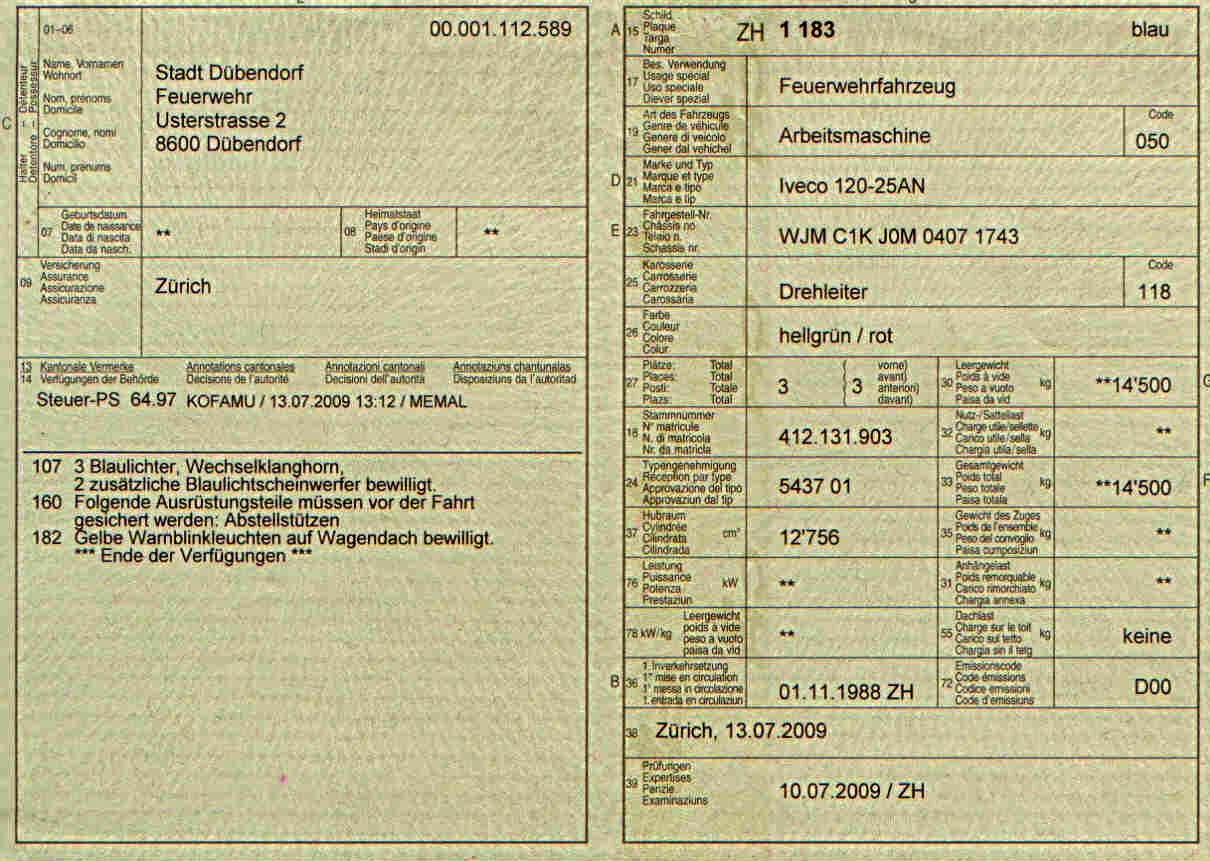 01-06
00.001.112.589
C
Halter Détenteur
Detentore Possessur
Name, Vornamen
Wohnort
Nom, prénoms
Domicile
Cognome, nomi
Domicilio
Num, prenums
Domicil
Stadt Dübendorf
Feuerwehr
Usterstrasse 2
8600 Dübendorf
07
Geburtsdatum
Date de naissance
Data di nascita
Data da nasch.
**
08
Heimatstaat
Pays d'origine
Paese d'origine
Stadi d'origin
**
09
Versicherung
Assurance
Assicurazione
Assicuranza
Zürich
13 Kantonale Vermerke Annotations cantonales Annotazioni cantonali Annotaziuns chantunalas
14 Verfügungen der Behörde Décisions de l'autorité Decisioni dell'autorità Disposiziuns da l'autoritad
Steuer-PS 64.97 KOFAMU / 13.07.2009 13:12 / MEMAL
107 3 Blaulichter, Wechselklanghorn,
2 zusätzliche Blaulichtscheinwerfer bewilligt.
160 Folgende Ausrüstungsteile müssen vor der Fahrt
gesichert werden: Abstellstützen
182 Gelbe Warnblinkleuchten auf Wagendach bewilligt.
*** Ende der Verfügungen ***
A 15
Schild
Plaque
Targa
Numer
ZH 1 183 blau
17
Bes. Verwendung
Usage spécial
Uso speciale
Diever spezial
Feuerwehrfahrzeug
19
Art des Fahrzeugs
Genre de véhicule
Genere di veicolo
Gener dal vehichel
Arbeitsmaschine
Code
050
D 21
Marke und Typ
Marque et type
Marca e tipo
Marca e tip
Iveco 120-25AN
E 23
Fahrgestell-Nr.
Châssis no
Telaio n.
Schassis nr.
WJM C1K J0M 0407 1743
25
Karosserie
Carrosserie
Carrozzeria
Carossaria
Drehleiter
Code
118
26
Farbe
Couleur
Colore
Colur
hellgrün / rot
27
Plätze: Total
Places: Total
Posti: Totale
Plazs: Total
3
( vorne)
( avant)
( anteriori)
( davant)
3
30
Leergewicht
Poids à vide
Peso a vuoto
Paisa da vid
kg
**14'500
G
18
Stammnummer
N° matricule
N. di matricola
Nr. da matricla
412.131.903
32
Nutz-/Sattellast
Charge utile/sellette
Carico utile/sella
Chargia utila/sella
kg
**
24
Typengenehmigung
Réception par type
Approvazione del tipo
Approvaziun dal tip
5437 01
33
Gesamtgewicht
Poids total
Peso totale
Paisa totala
kg
**14'500
F
37
Hubraum
Cylindrée
Cilindrata
Cilindrada
cm³
12'756
35
Gewicht des Zuges
Poids de l'ensemble
Peso del convoglio
Paisa cumposiziun
kg
**
76
Leistung
Puissance
Potenza
Prestaziun
kW
**
31
Anhängelast
Poids remorquable
Carico rimorchiato
Chargia annexa
kg
**
78 kW/kg
Leergewicht
poids à vide
peso a vuoto
paisa da vid
**
55
Dachlast
Charge sur le toit
Carico sul tetto
Chargia sin il tetg
kg
keine
B 36
1. Inverkehrsetzung
1re mise en circulation
1a messa in circolazione
1. entrada en circulaziun
01.11.1988 ZH
72
Emissionscode
Code émissions
Codice emissioni
Code d'emissiuns
D00
38
Zürich, 13.07.2009
39
Prüfungen
Expertises
Perizie
Examinaziuns
10.07.2009 / ZH